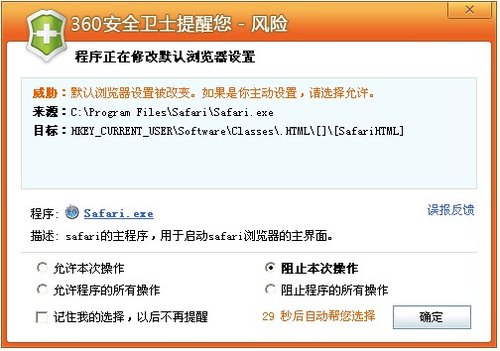 360安全卫士提醒您 - 风险
程序正在修改默认浏览器设置
威胁：默认浏览器设置被改变。如果是你主动设置，请选择允许。
来源：C:\Program Files\Safari\Safari.exe
目标：HKEY_CURRENT_USER\Software\Classes\.HTML\[]\[SafariHTML]
程序： Safari.exe
误报反馈
描述：safari的主程序，用于启动safari浏览器的主界面。
允许本次操作 阻止本次操作
允许程序的所有操作 阻止程序的所有操作
记住我的选择，以后不再提醒 29 秒后自动帮您选择 确定